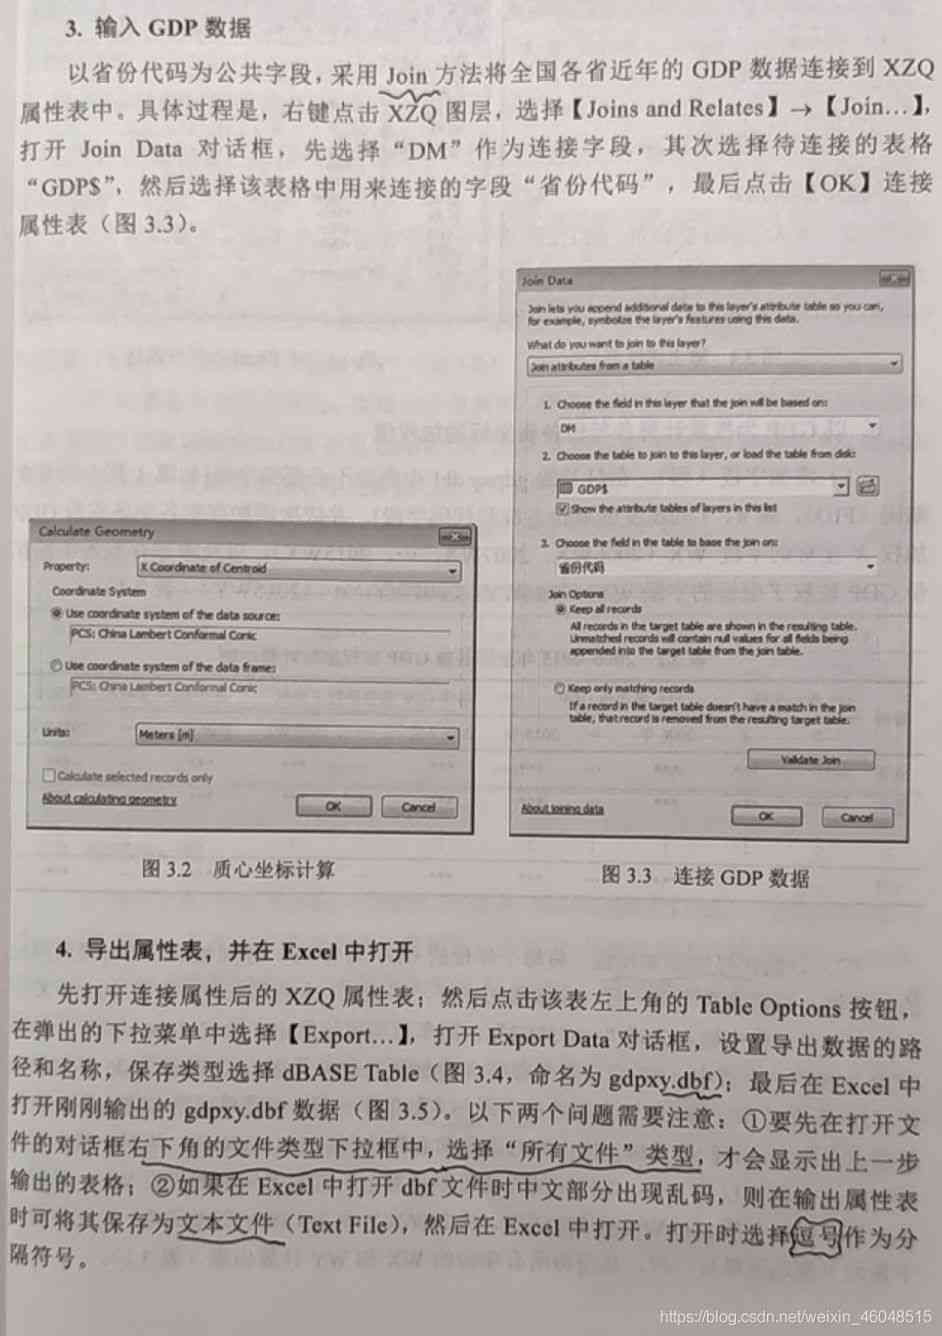 3. 输入 GDP 数据
以省份代码为公共字段，采用 Join 方法将全国各省近年的 GDP 数据连接到 XZQ
属性表中。具体过程是，右键点击 XZQ 图层，选择【Joins and Relates】→【Join…】，
打开 Join Data 对话框，先选择“DM”作为连接字段，其次选择待连接的表格
“GDP$”，然后选择该表格中用来连接的字段“省份代码”，最后点击【OK】连接
属性表（图 3.3）。
Join Data
Join lets you append additional data to this layer's attribute table so you can,
for example, symbolize the layer's features using this data.
What do you want to join to this layer?
Join attributes from a table
1. Choose the field in this layer that the join will be based on:
DM
2. Choose the table to join to this layer, or load the table from disk:
GDP$
Show the attribute tables of layers in this list
3. Choose the field in the table to base the join on:
省份代码
Join Options
Keep all records
All records in the target table are shown in the resulting table.
Unmatched records will contain null values for all fields being
appended into the target table from the join table.
Keep only matching records
If a record in the target table doesn't have a match in the join
table, that record is removed from the resulting target table.
Validate Join
About joining data
OK
Cancel
Calculate Geometry
Property:
X Coordinate of Centroid
Coordinate System
Use coordinate system of the data source:
PCS: China Lambert Conformal Conic
Use coordinate system of the data frame:
PCS: China Lambert Conformal Conic
Units:
Meters [m]
Calculate selected records only
About calculating geometry
OK
Cancel
图 3.2 质心坐标计算
图 3.3 连接 GDP 数据
4. 导出属性表，并在 Excel 中打开
先打开连接属性后的 XZQ 属性表；然后点击该表左上角的 Table Options 按钮，
在弹出的下拉菜单中选择【Export…】，打开 Export Data 对话框，设置导出数据的路
径和名称，保存类型选择 dBASE Table（图 3.4，命名为 gdpxy.dbf）；最后在 Excel 中
打开刚刚输出的 gdpxy.dbf 数据（图 3.5）。以下两个问题需要注意：①要先在打开文
件的对话框右下角的文件类型下拉框中，选择“所有文件”类型，才会显示出上一步
输出的表格；②如果在 Excel 中打开 dbf 文件时中文部分出现乱码，则在输出属性表
时可将其保存为文本文件（Text File），然后在 Excel 中打开。打开时选择逗号作为分
隔符号。
https://blog.csdn.net/weixin_46048515